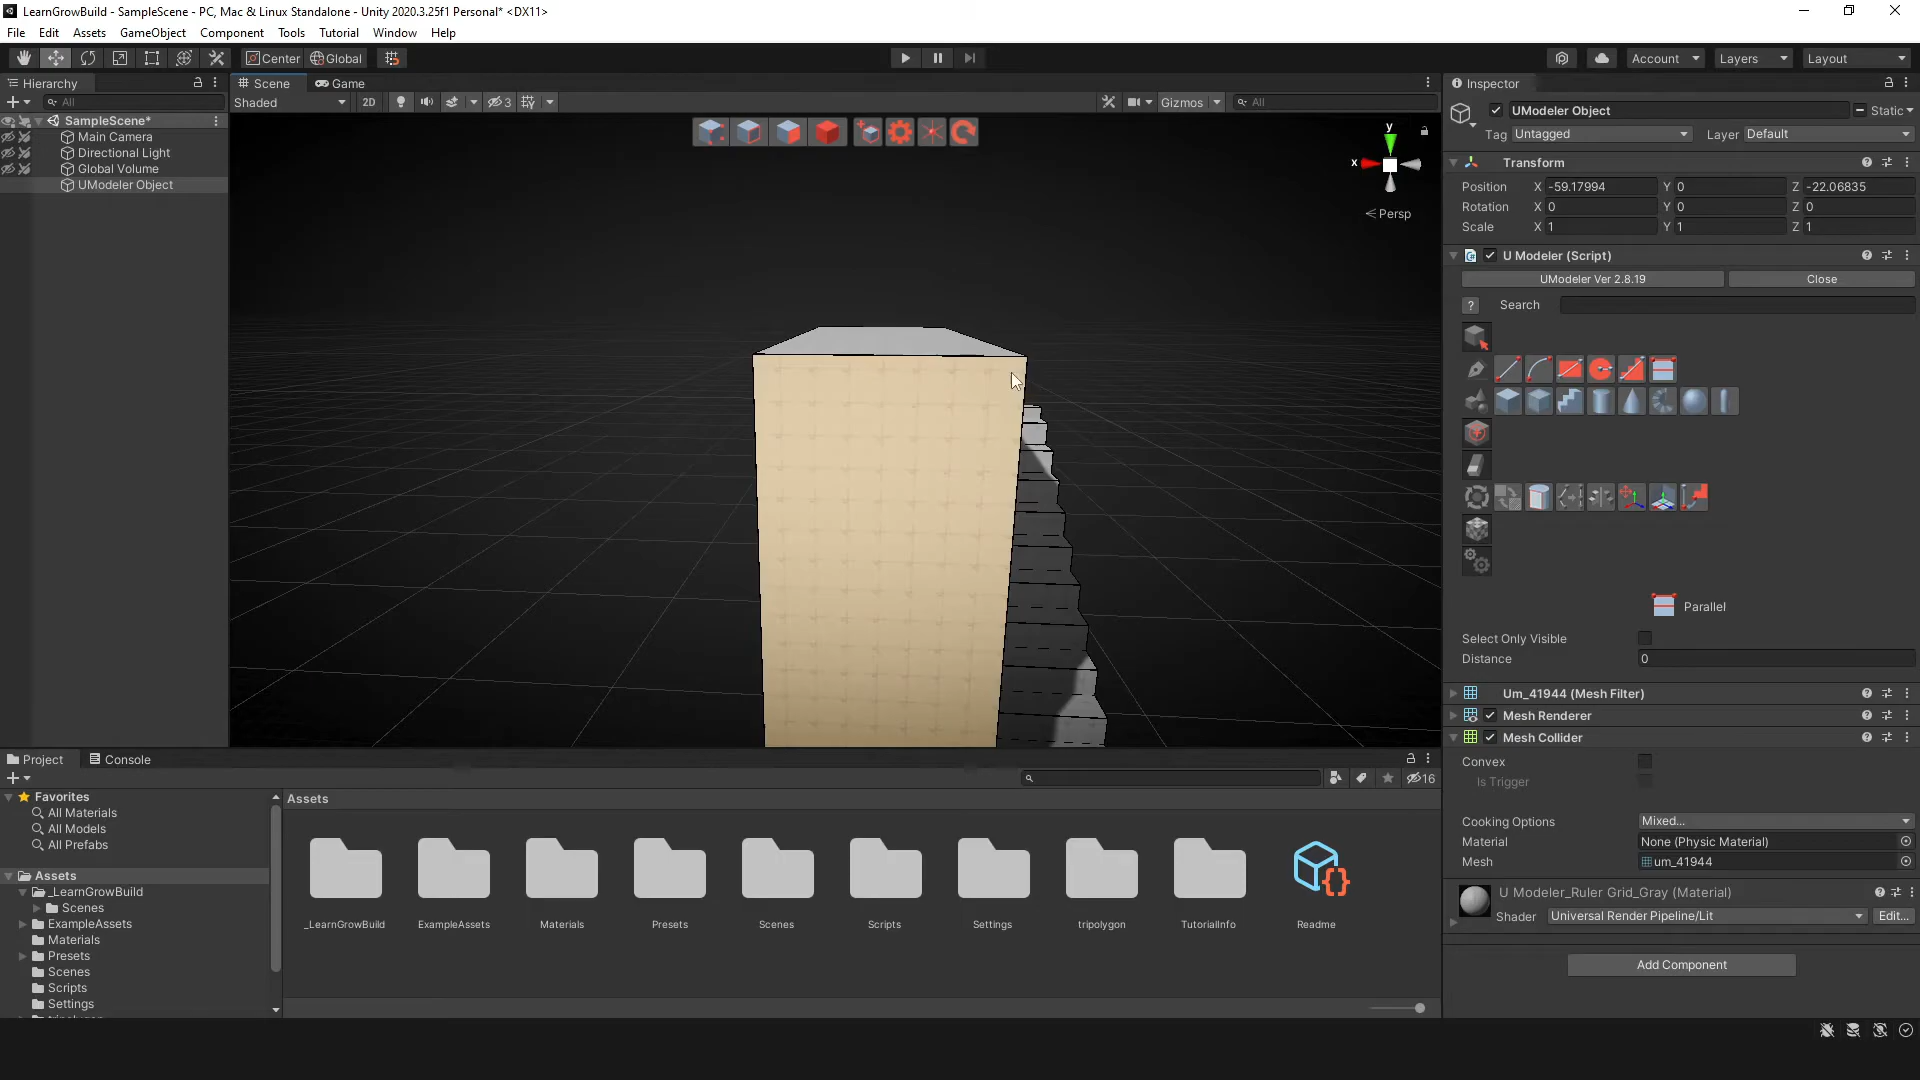 LearnGrowBuild - SampleScene - PC, Mac & Linux Standalone - Unity 2020.3.25f1 Personal* <DX11>
File Edit Assets GameObject Component Tools Tutorial Window Help
Center Global Account Layers Layout
Hierarchy Scene Game Inspector
All Shaded 2D 3 Gizmos All
SampleScene*
Main Camera
Directional Light
Global Volume
UModeler Object
y
x
Persp
UModeler Object Static
Tag Untagged Layer Default
Transform
Position X -59.17994 Y 0 Z -22.06835
Rotation X 0 Y 0 Z 0
Scale X 1 Y 1 Z 1
U Modeler (Script)
UModeler Ver 2.8.19 Close
? Search
Parallel
Select Only Visible
Distance 0
Um_41944 (Mesh Filter)
Mesh Renderer
Mesh Collider
Convex
Is Trigger
Cooking Options Mixed...
Material None (Physic Material)
Mesh um_41944
U Modeler_Ruler Grid_Gray (Material)
Shader Universal Render Pipeline/Lit Edit...
Add Component
Project Console
16
Favorites
All Materials
All Models
All Prefabs
Assets
_LearnGrowBuild
Scenes
ExampleAssets
Materials
Presets
Scenes
Scripts
Settings
Assets
_LearnGrowBuild ExampleAssets Materials Presets Scenes Scripts Settings tripolygon TutorialInfo Readme